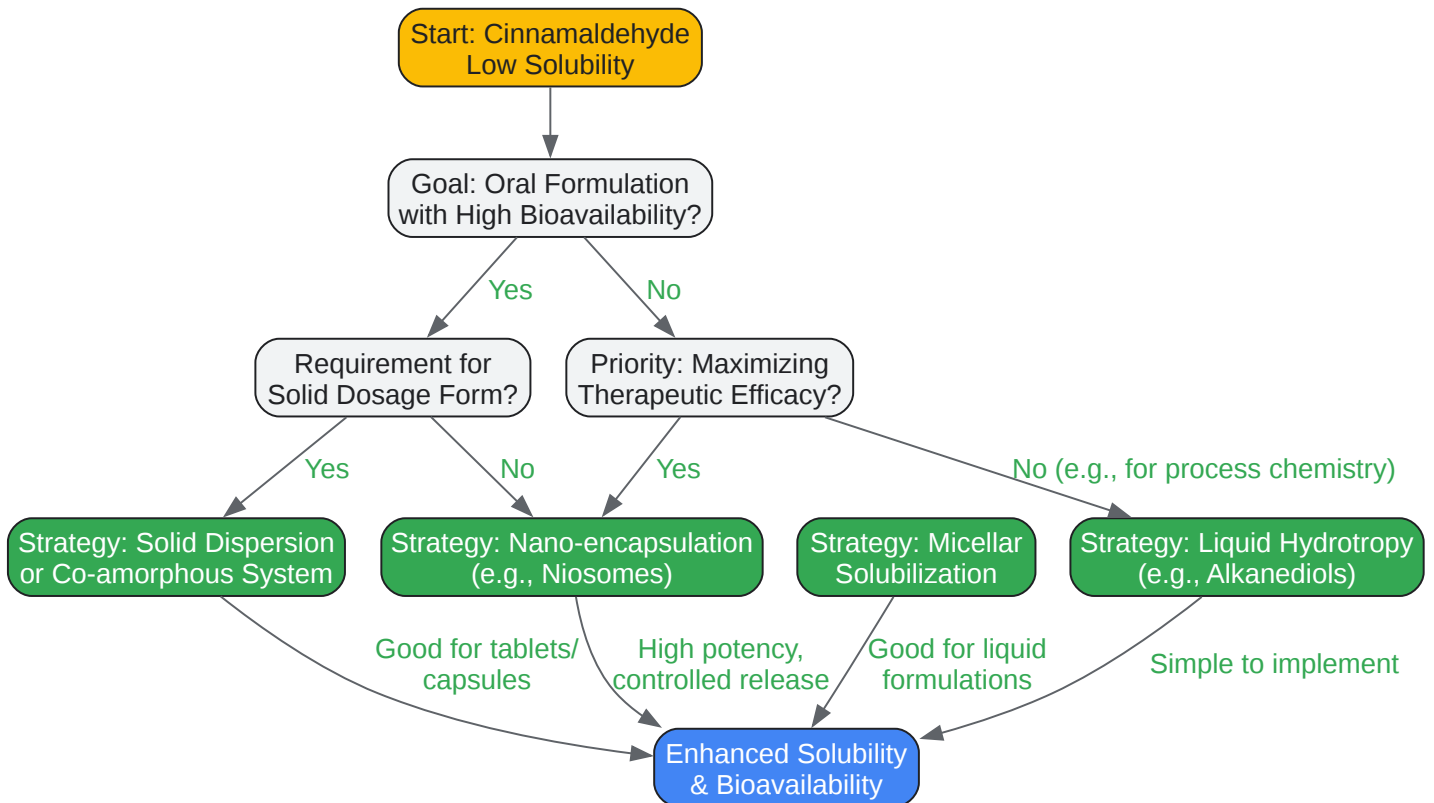 Start: Cinnamaldehyde
Low Solubility
Goal: Oral Formulation
with High Bioavailability?
Yes
No
Requirement for
Solid Dosage Form?
Priority: Maximizing
Therapeutic Efficacy?
Yes
No
Yes
No (e.g., for process chemistry)
Strategy: Solid Dispersion
or Co-amorphous System
Strategy: Nano-encapsulation
(e.g., Niosomes)
Strategy: Micellar
Solubilization
Strategy: Liquid Hydrotropy
(e.g., Alkanediols)
Good for tablets/
capsules
High potency,
controlled release
Good for liquid
formulations
Simple to implement
Enhanced Solubility
& Bioavailability